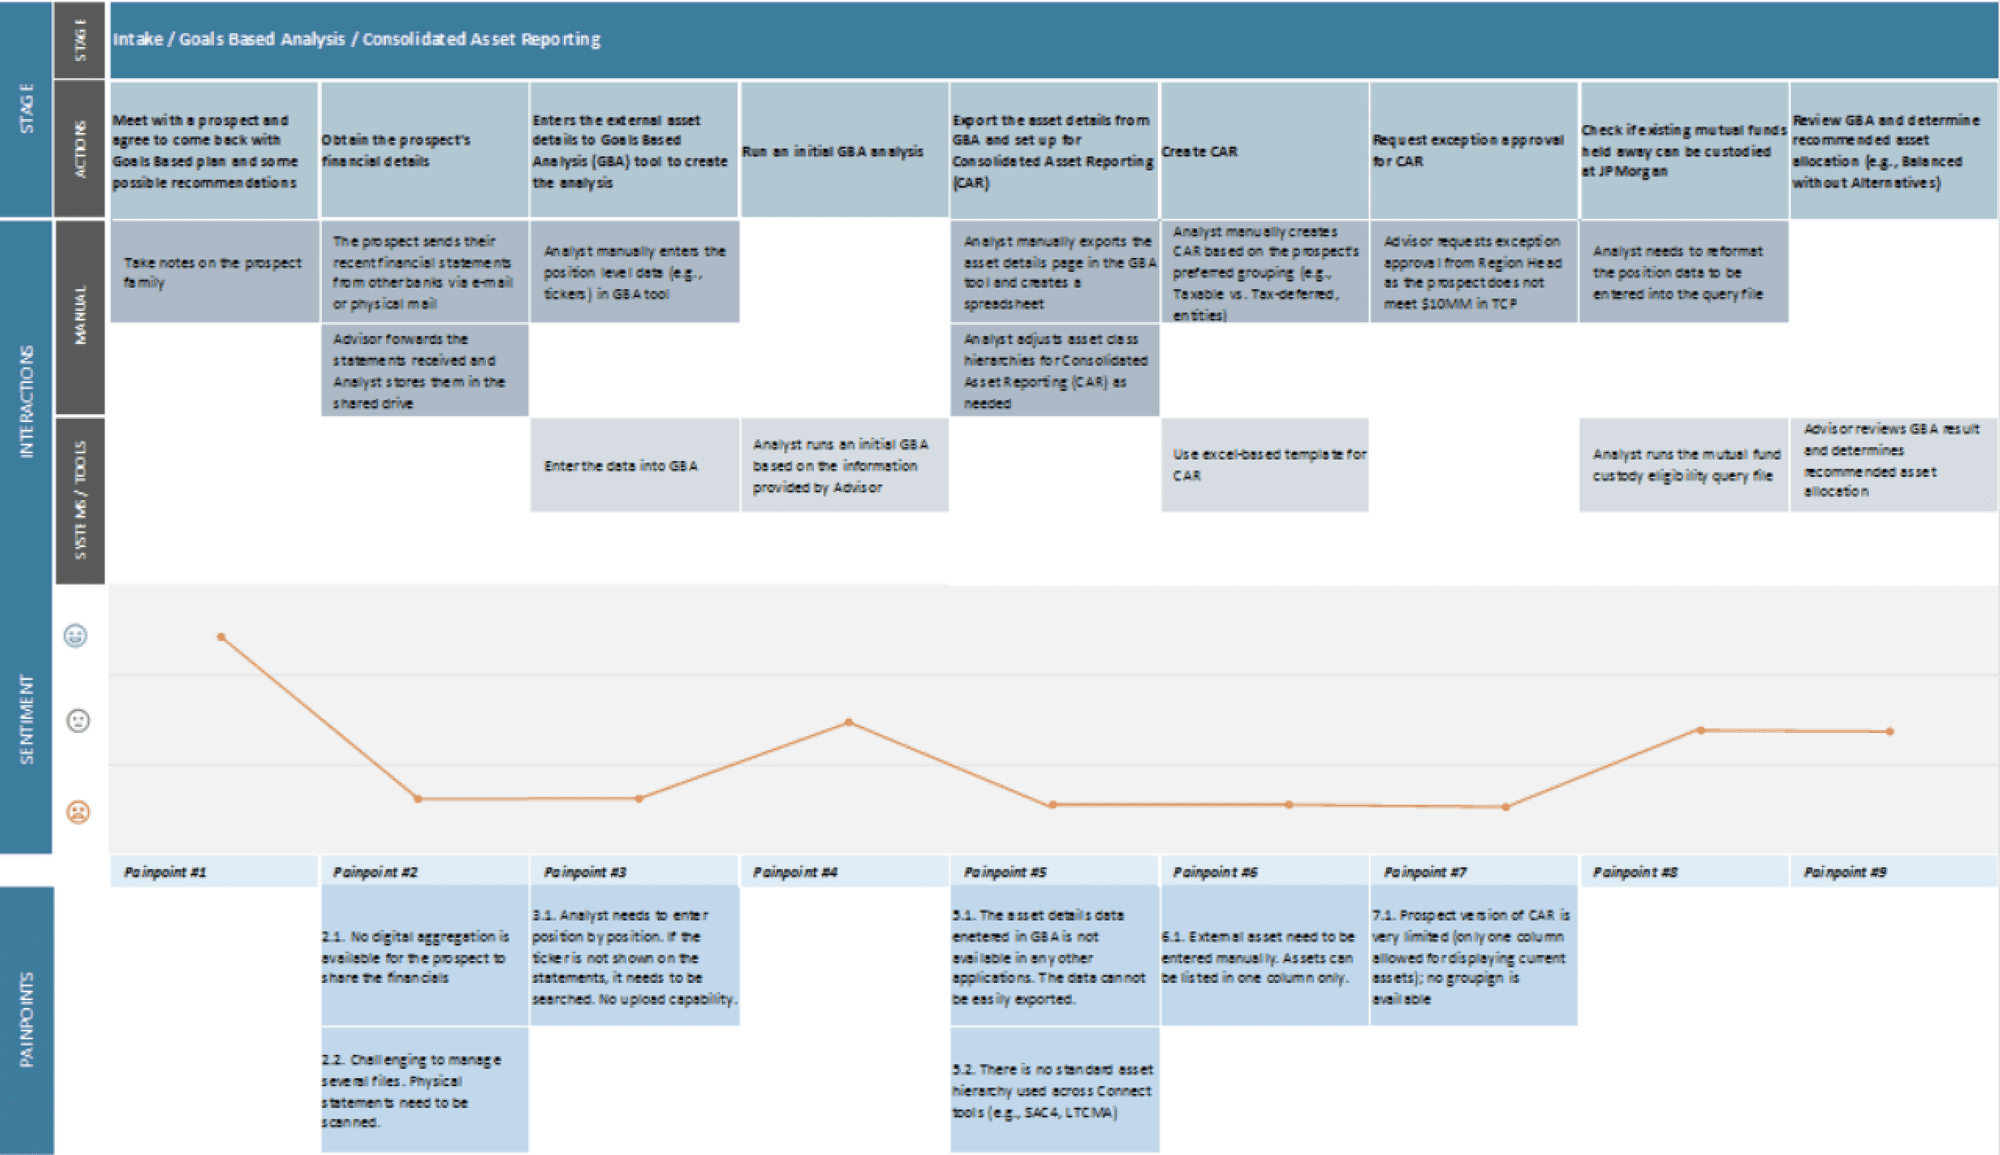 STAGE
STAGE
Intake / Goals Based Analysis / Consolidated Asset Reporting
ACTIONS
Meet with a prospect and
agree to come back with
Goals Based plan and some
possible recommendations
Obtain the prospect's
financial details
Enters the external asset
details to Goals Based
Analysis (GBA) tool to create
the analysis
Run an initial GBA analysis
Export the asset details from
GBA and set up for
Consolidated Asset Reporting
(CAR)
Create CAR
Request exception approval
for CAR
Check if existing mutual funds
held away can be custodied
at JPMorgan
Review GBA and determine
recommended asset
allocation (e.g., Balanced
without Alternatives)
INTERACTIONS
MANUAL
Take notes on the prospect
family
The prospect sends their
recent financial statements
from other banks via e-mail
or physical mail
Analyst manually enters the
position level data (e.g.,
tickers) in GBA tool
Analyst manually exports the
asset details page in the GBA
tool and creates a
spreadsheet
Analyst manually creates
CAR based on the prospect's
preferred grouping (e.g.,
Taxable vs. Tax-deferred,
entities)
Advisor requests exception
approval from Region Head
as the prospect does not
meet $10MM in TCP
Analyst needs to reformat
the position data to be
entered into the query file
Advisor forwards the
statements received and
Analyst stores them in the
shared drive
Analyst adjusts asset class
hierarchies for Consolidated
Asset Reporting (CAR) as
needed
SYSTEMS / TOOLS
Enter the data into GBA
Analyst runs an initial GBA
based on the information
provided by Advisor
Use excel-based template for
CAR
Analyst runs the mutual fund
custody eligibility query file
Advisor reviews GBA result
and determines
recommended asset
allocation
SENTIMENT
Painpoint #1
Painpoint #2
Painpoint #3
Painpoint #4
Painpoint #5
Painpoint #6
Painpoint #7
Painpoint #8
Painpoint #9
PAINPOINTS
2.1. No digital aggregation is
available for the prospect to
share the financials
3.1. Analyst needs to enter
position by position. If the
ticker is not shown on the
statements, it needs to be
searched. No upload capability.
5.1. The asset details data
enetered in GBA is not
available in any other
applications. The data cannot
be easily exported.
6.1. External asset need to be
entered manually. Assets can
be listed in one column only.
7.1. Prospect version of CAR is
very limited (only one column
allowed for displaying current
assets); no groupign is
available
2.2. Challenging to manage
several files. Physical
statements need to be
scanned.
5.2. There is no standard asset
hierarchy used across Connect
tools (e.g., SAC4, LTCMA)